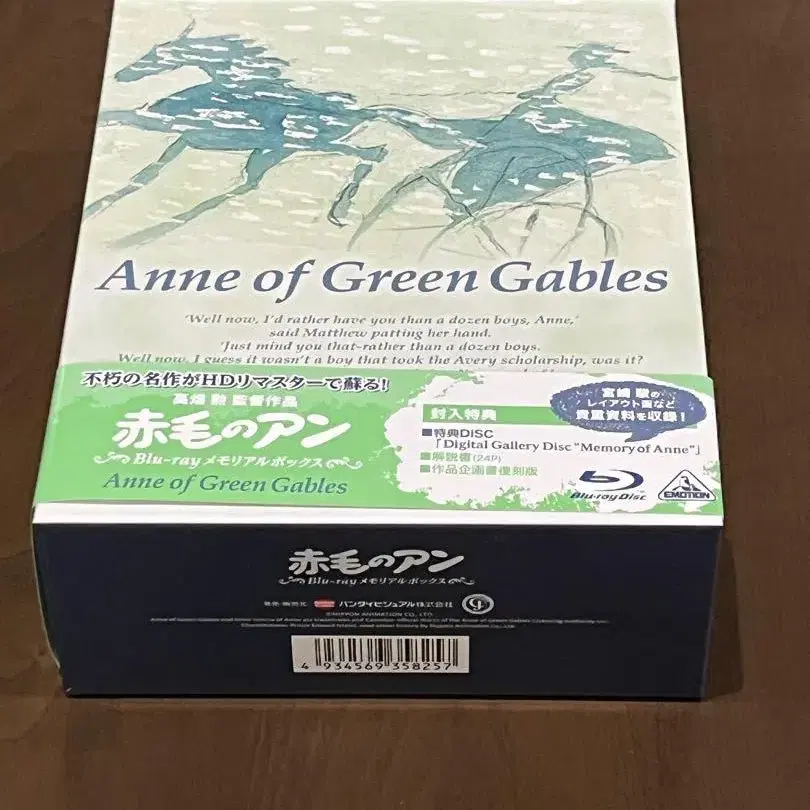 Anne of Green Gables
'Well now, I'd rather have you than a dozen boys, Anne,'
said Matthew patting her hand.
'Just mind you that-rather than a dozen boys.
Well now, I guess it wasn't a boy that took the Avery scholarship, was it?
不朽の名作がHDリマスターで蘇る!
高畑 勲 監督作品
赤毛のアン
Blu-ray メモリアルボックス
Anne of Green Gables
宮崎 駿の
レイアウト画など
貴重資料を収録!
封入特典
■特典DISC
「Digital Gallery Disc "Memory of Anne"」
■解説書(24P)
■作品企画書復刻版
Blu-ray Disc
EMOTION
赤毛のアン
Blu-ray メモリアルボックス
発売・販売元
バンダイビジュアル株式会社
©NIPPON ANIMATION CO., LTD.
4 934569 358257